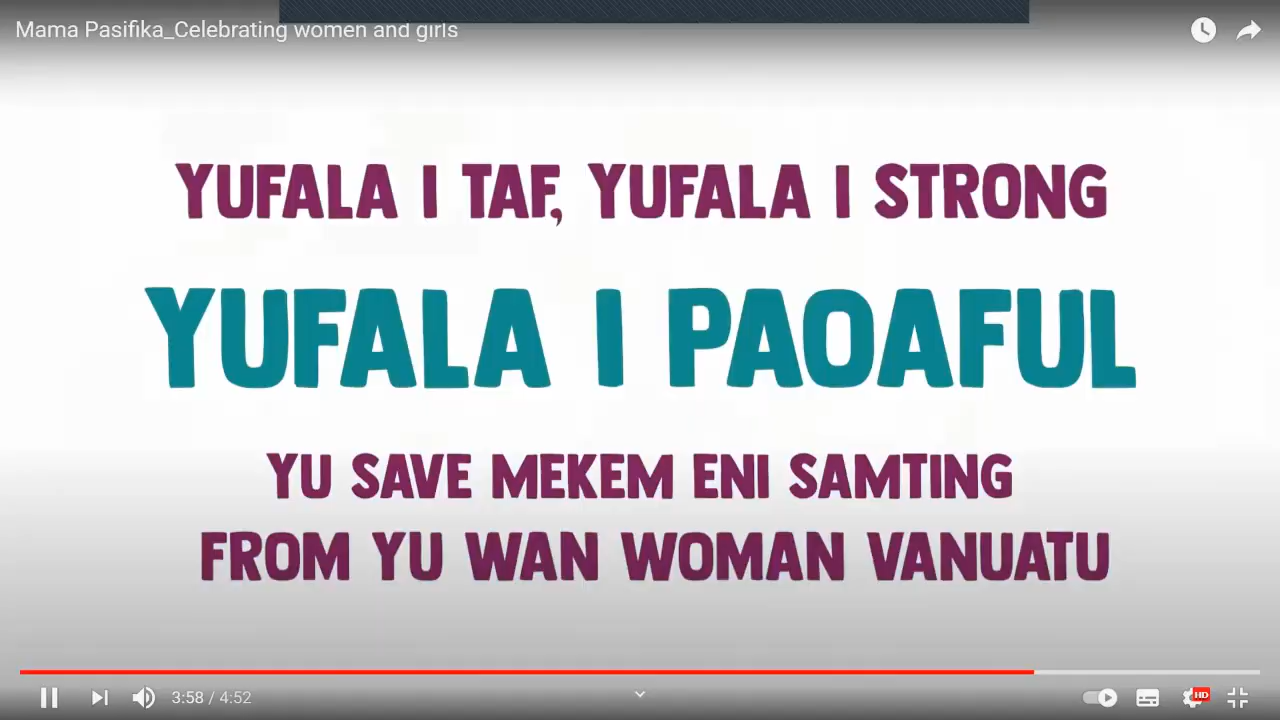 Mama Pasifika_Celebrating women and girls
YUFALA I TAF, YUFALA I STRONG
YUFALA I PAOAFUL
YU SAVE MEKEM ENI SAMTING
FROM YU WAN WOMAN VANUATU
3:58 / 4:52
HD